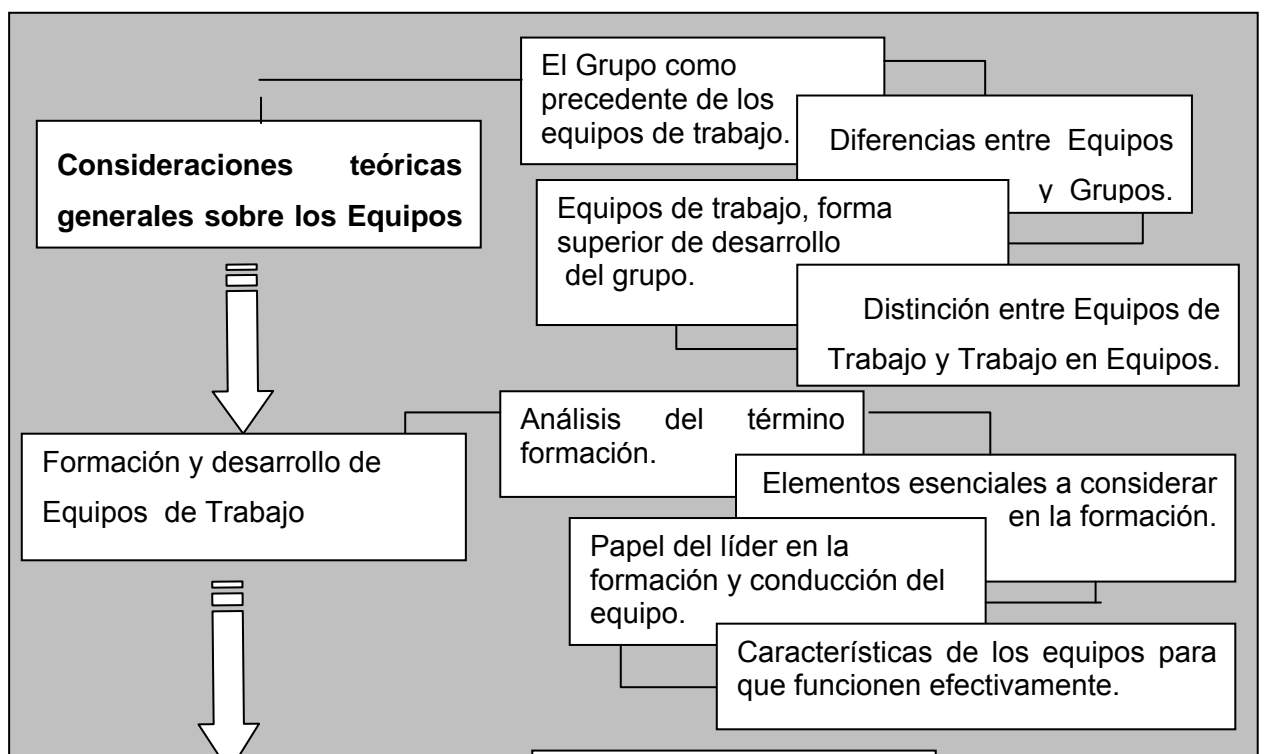 Consideraciones teóricas
generales sobre los Equipos
El Grupo como
precedente de los
equipos de trabajo.
Diferencias entre Equipos
y Grupos.
Equipos de trabajo, forma
superior de desarrollo
del grupo.
Distinción entre Equipos de
Trabajo y Trabajo en Equipos.
Formación y desarrollo de
Equipos de Trabajo
Análisis del término
formación.
Elementos esenciales a considerar
en la formación.
Papel del líder en la
formación y conducción del
equipo.
Características de los equipos para
que funcionen efectivamente.